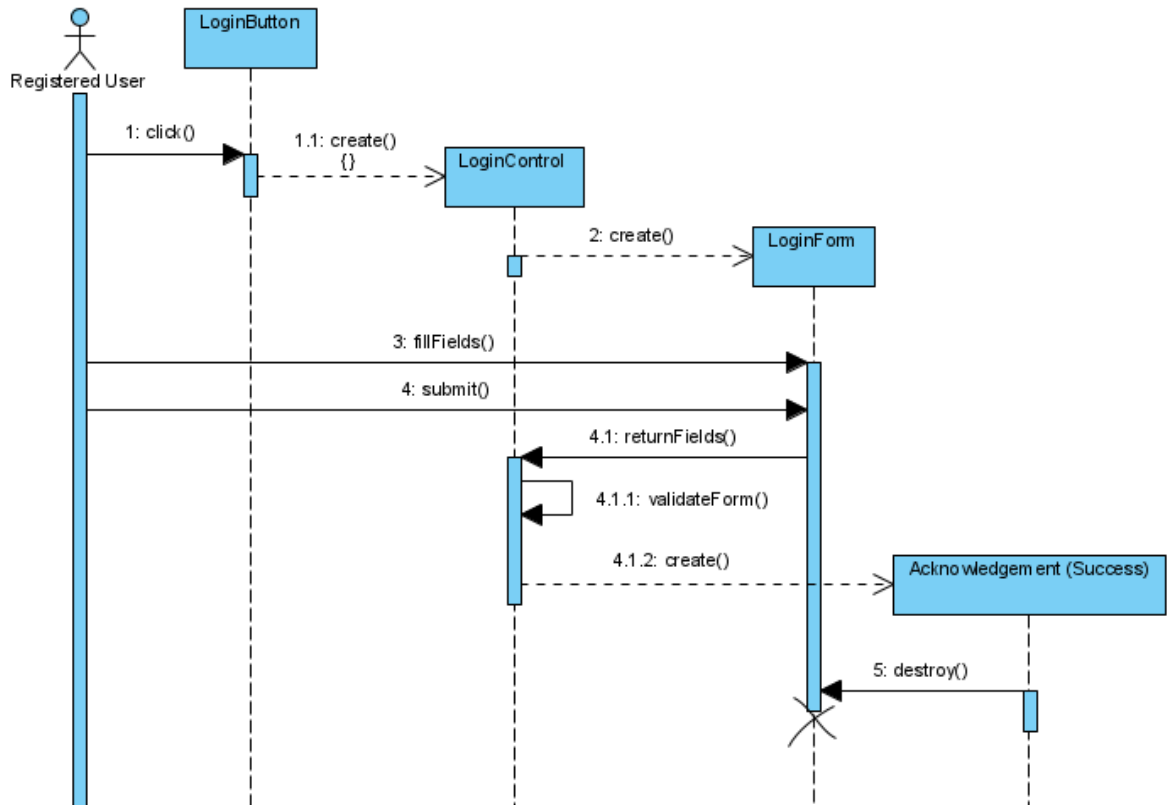 LoginButton
Registered User
1: click()
1.1: create()
{}
LoginControl
2: create()
LoginForm
3: fillFields()
4: submit()
4.1: returnFields()
4.1.1: validateForm()
4.1.2: create()
Acknowledgement (Success)
5: destroy()